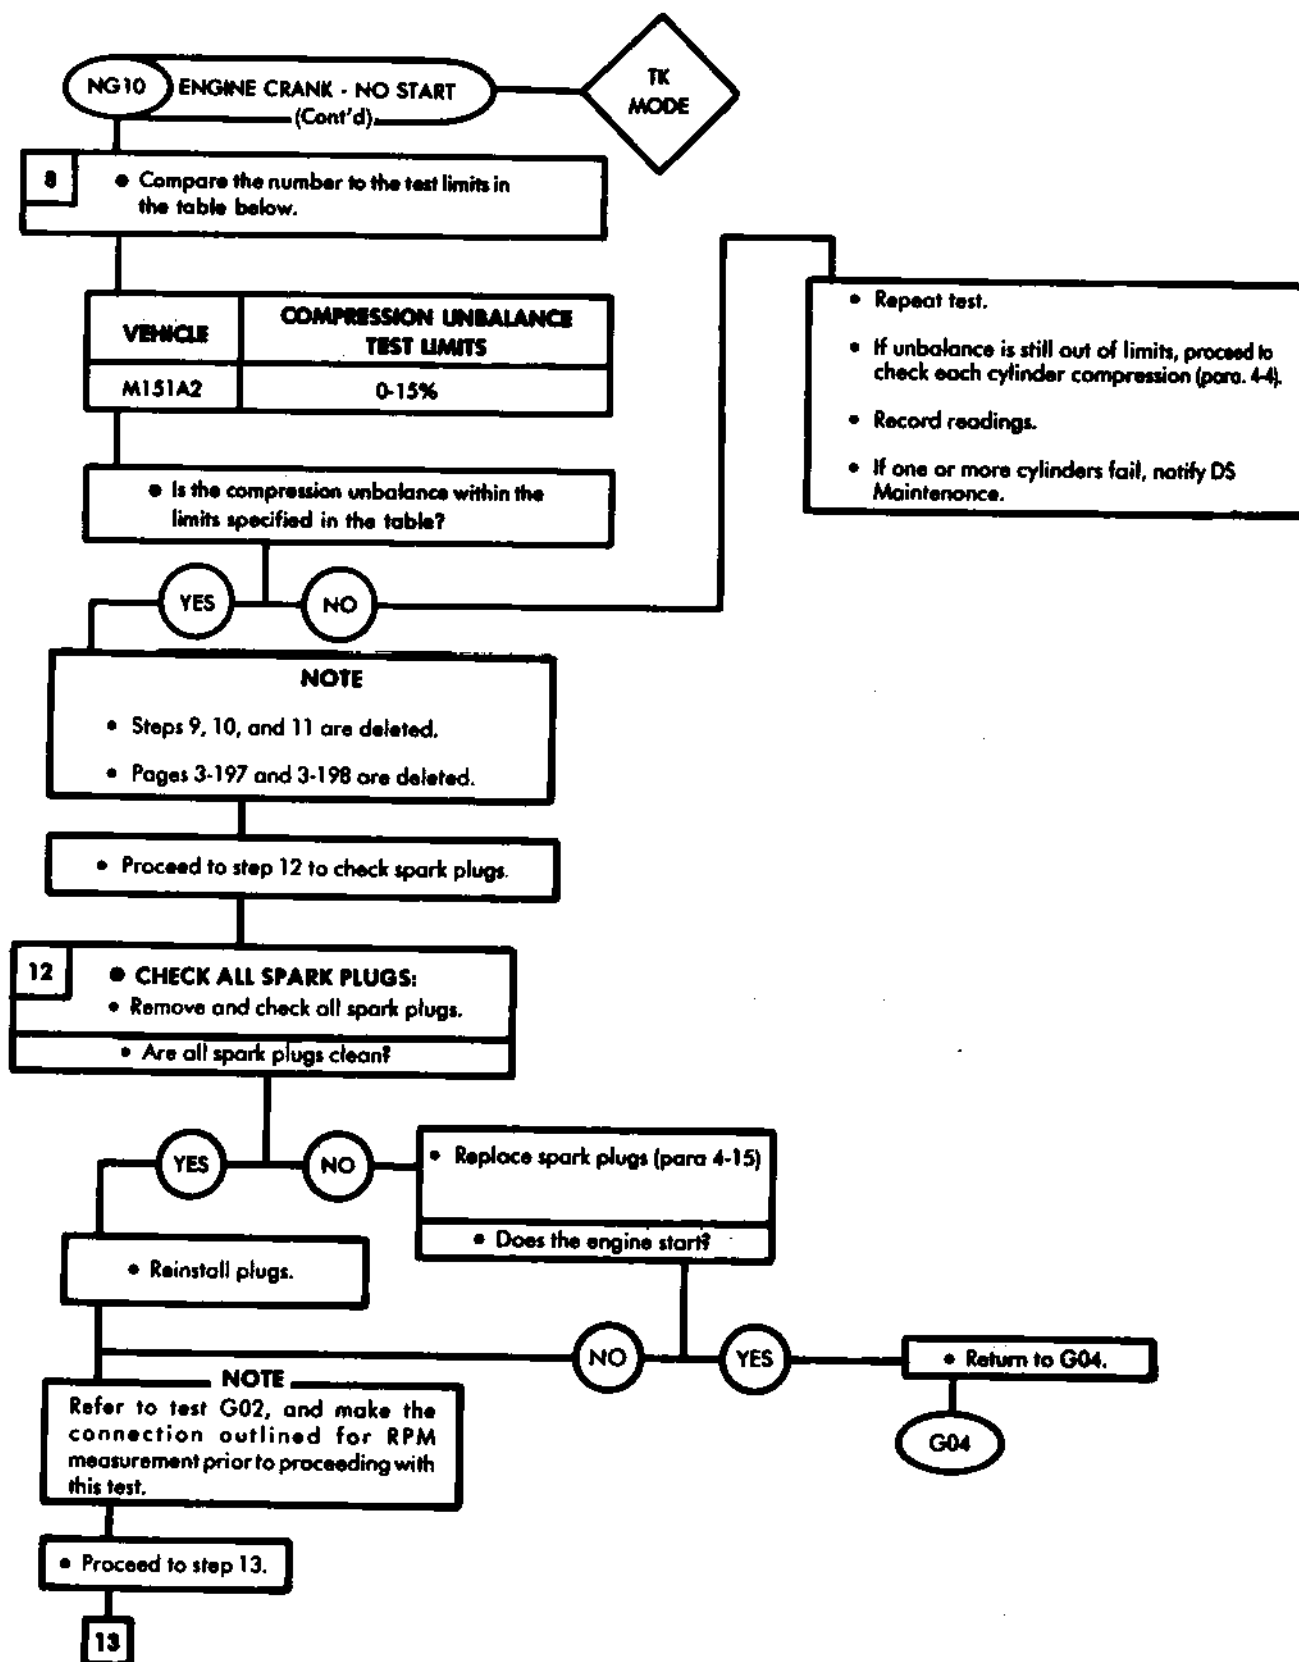 NG10 ENGINE CRANK - NO START
(Cont'd)
TK
MODE
8
• Compare the number to the test limits in
the table below.
VEHICLE
COMPRESSION UNBALANCE
TEST LIMITS
M151A2
0-15%
• Is the compression unbalance within the
limits specified in the table?
YES
NO
• Repeat test.
• If unbalance is still out of limits, proceed to
check each cylinder compression (para. 4-4).
• Record readings.
• If one or more cylinders fail, notify DS
Maintenonce.
NOTE
• Steps 9, 10, and 11 are deleted.
• Pages 3-197 and 3-198 are deleted.
• Proceed to step 12 to check spark plugs.
12
• CHECK ALL SPARK PLUGS:
• Remove and check all spark plugs.
• Are all spark plugs clean?
YES
NO
• Replace spark plugs (para 4-15)
• Does the engine start?
• Reinstall plugs.
NO
YES
• Return to G04.
G04
NOTE
Refer to test G02, and make the
connection outlined for RPM
measurement prior to proceeding with
this test.
• Proceed to step 13.
13